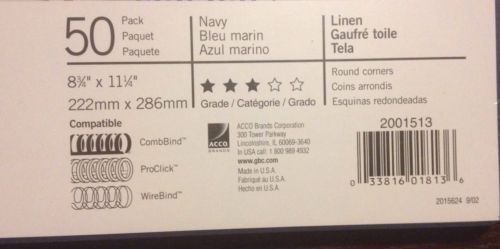 50
Pack
Paquet
Paquete
8¾" x 11¼"
222mm x 286mm
Compatible
CombBind™
ProClick™
WireBind™
Navy
Bleu marin
Azul marino
Grade / Catégorie / Grado
ACCO
BRANDS
ACCO Brands Corporation
300 Tower Parkway
Lincolnshire, IL 60069-3640
In USA call: 1 800 989 4932
www.gbc.com
Made in U.S.A.
Fabriqué au U.S.A.
Hecho en U.S.A.
Linen
Gaufré toile
Tela
Round corners
Coins arrondis
Esquinas redondeadas
2001513
0 33816 01813 6
2015624 9/02